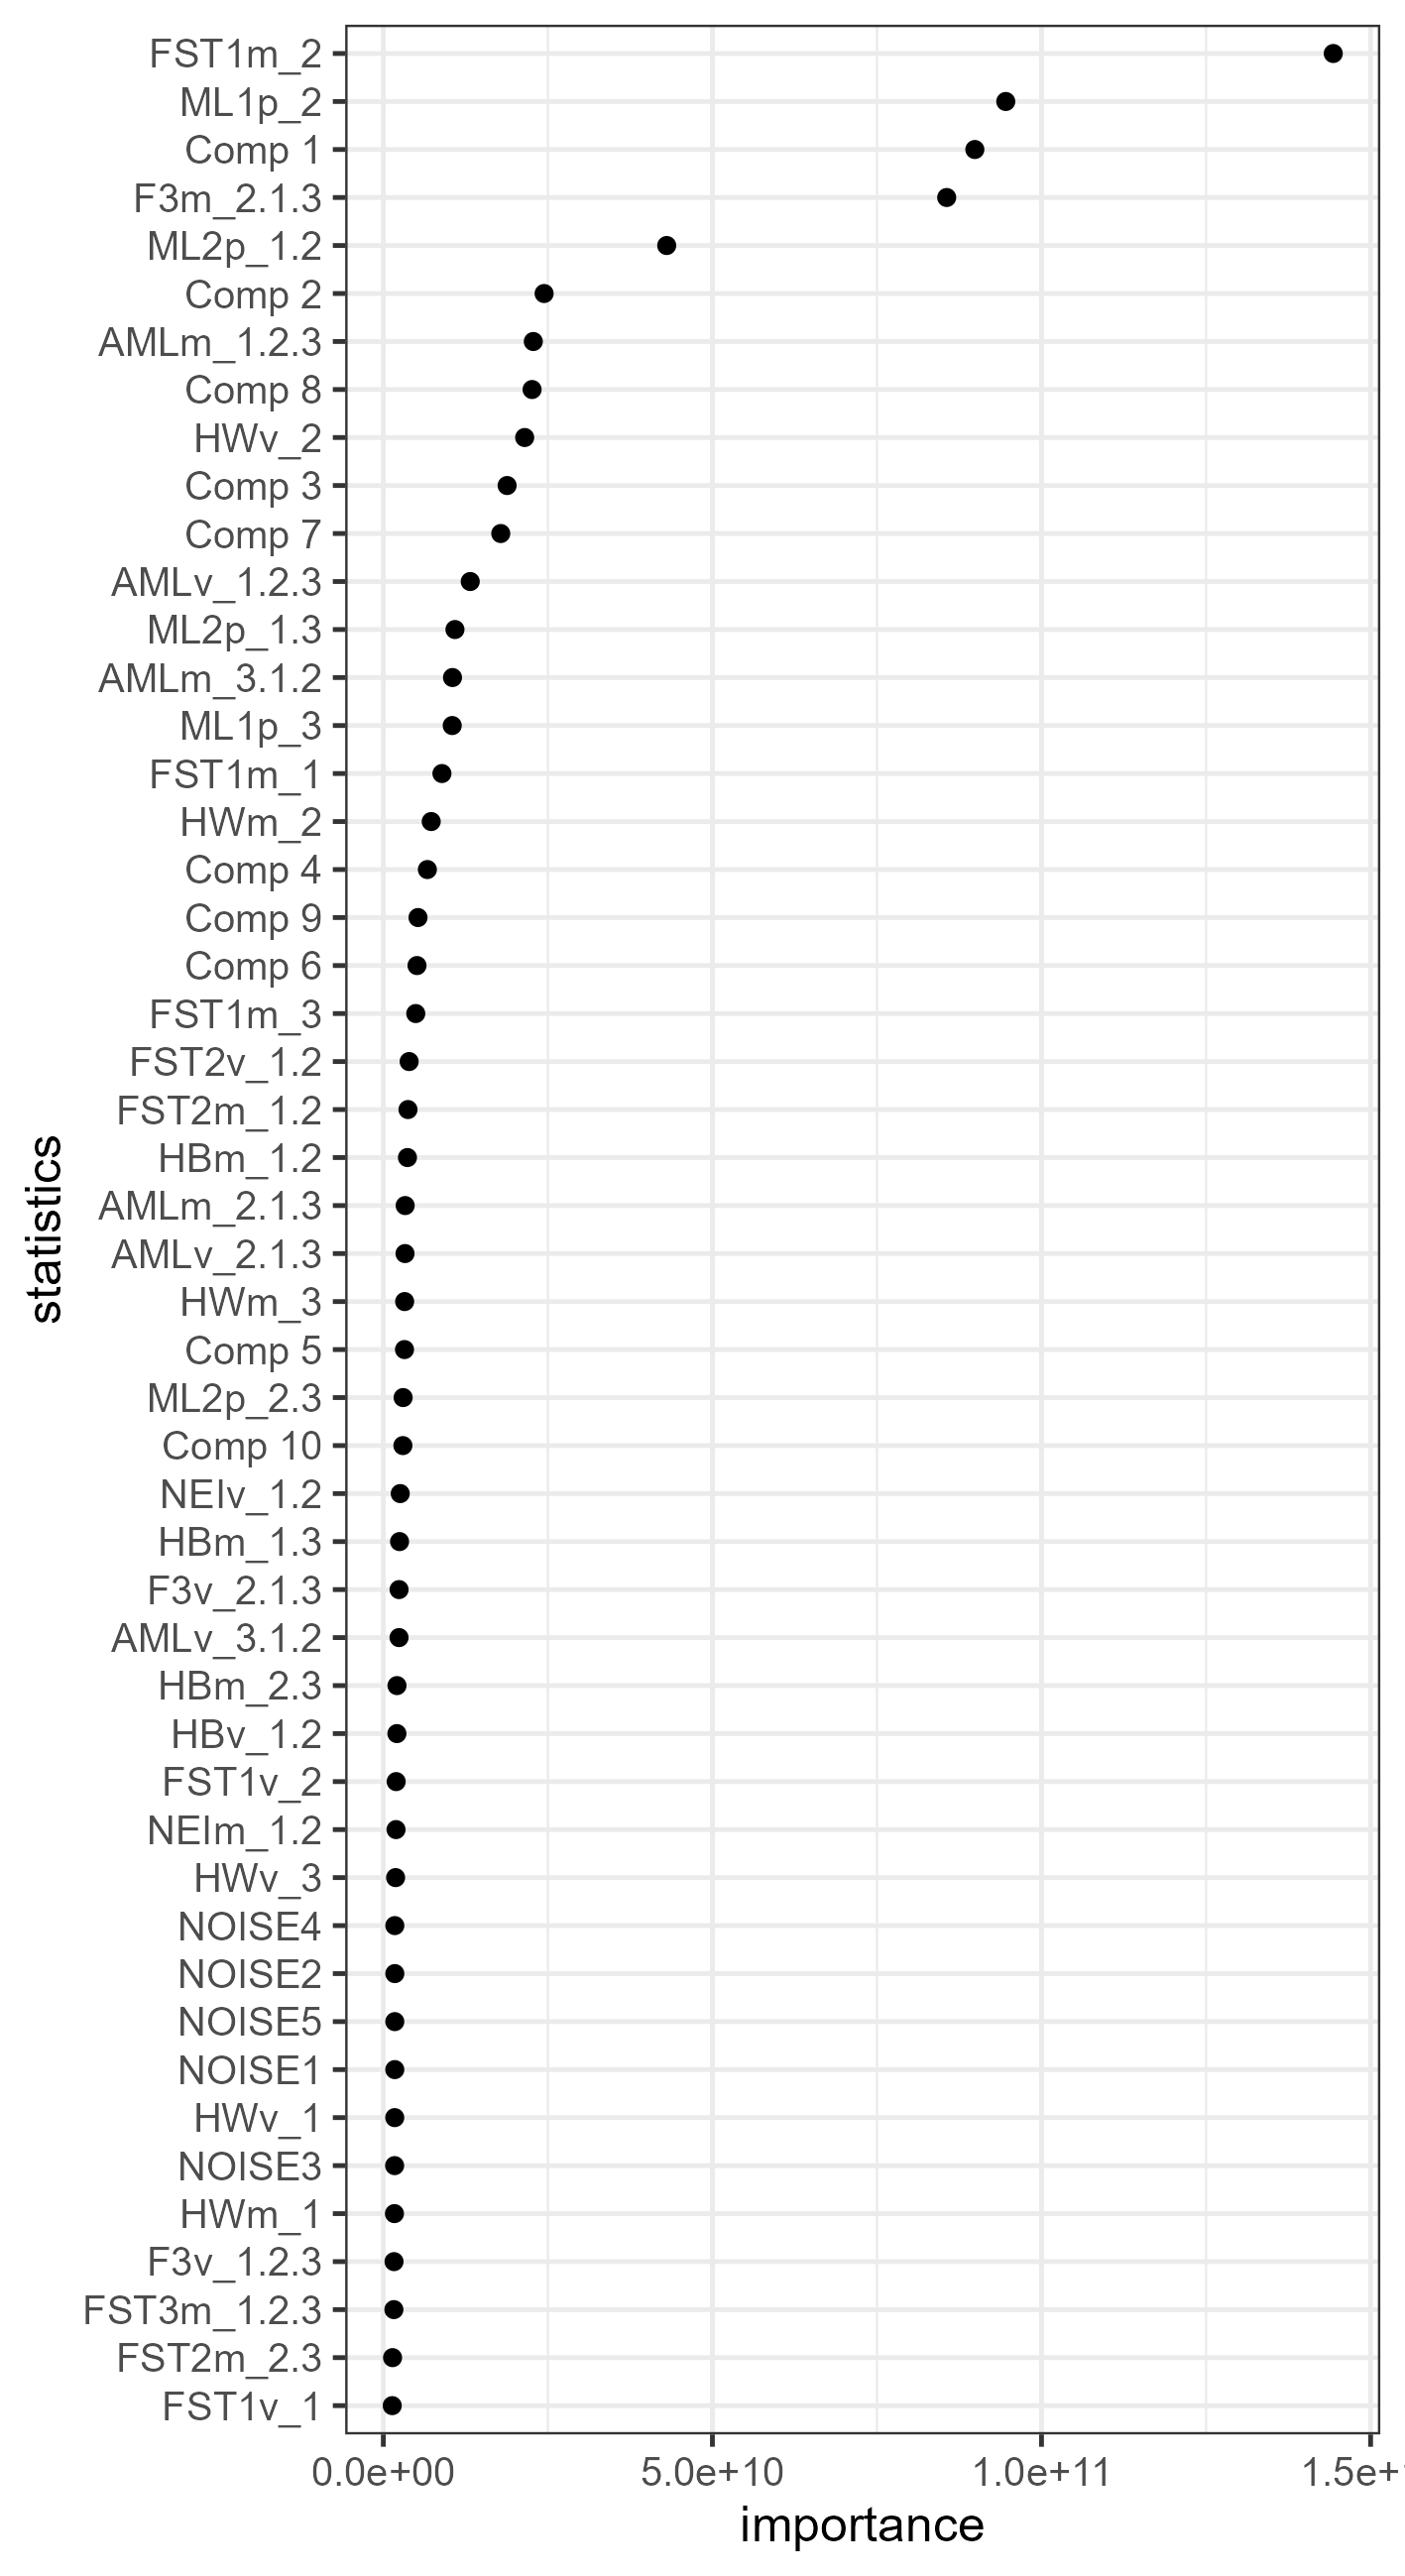 FST1m_2
ML1p_2
Comp 1
F3m_2.1.3
ML2p_1.2
Comp 2
AMLm_1.2.3
Comp 8
HWv_2
Comp 3
Comp 7
AMLv_1.2.3
ML2p_1.3
AMLm_3.1.2
ML1p_3
FST1m_1
HWm_2
Comp 4
Comp 9
Comp 6
FST1m_3
FST2v_1.2
FST2m_1.2
HBm_1.2
AMLm_2.1.3
AMLv_2.1.3
HWm_3
Comp 5
ML2p_2.3
Comp 10
NEIv_1.2
HBm_1.3
F3v_2.1.3
AMLv_3.1.2
HBm_2.3
HBv_1.2
FST1v_2
NEIm_1.2
HWv_3
NOISE4
NOISE2
NOISE5
NOISE1
HWv_1
NOISE3
HWm_1
F3v_1.2.3
FST3m_1.2.3
FST2m_2.3
FST1v_1
statistics
0.0e+00 5.0e+10 1.0e+11
importance